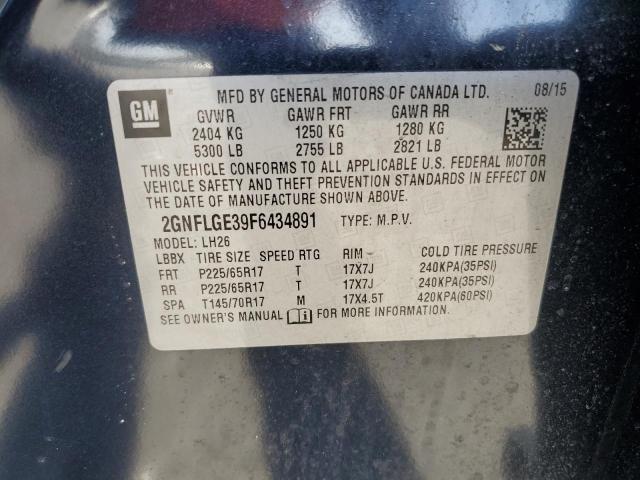 GM
MFD BY GENERAL MOTORS OF CANADA LTD. 08/15
GVWR GAWR FRT GAWR RR
2404 KG 1250 KG 1280 KG
5300 LB 2755 LB 2821 LB
THIS VEHICLE CONFORMS TO ALL APPLICABLE U.S. FEDERAL MOTOR
VEHICLE SAFETY AND THEFT PREVENTION STANDARDS IN EFFECT ON
THE DATE OF MANUFACTURE SHOWN ABOVE.
2GNFLGE39F6434891 TYPE: M.P.V.
MODEL: LH26
LBBX TIRE SIZE SPEED RTG RIM COLD TIRE PRESSURE
FRT P225/65R17 T 17X7J 240KPA(35PSI)
RR P225/65R17 T 17X7J 240KPA(35PSI)
SPA T145/70R17 M 17X4.5T 420KPA(60PSI)
SEE OWNER'S MANUAL i FOR MORE INFORMATION.